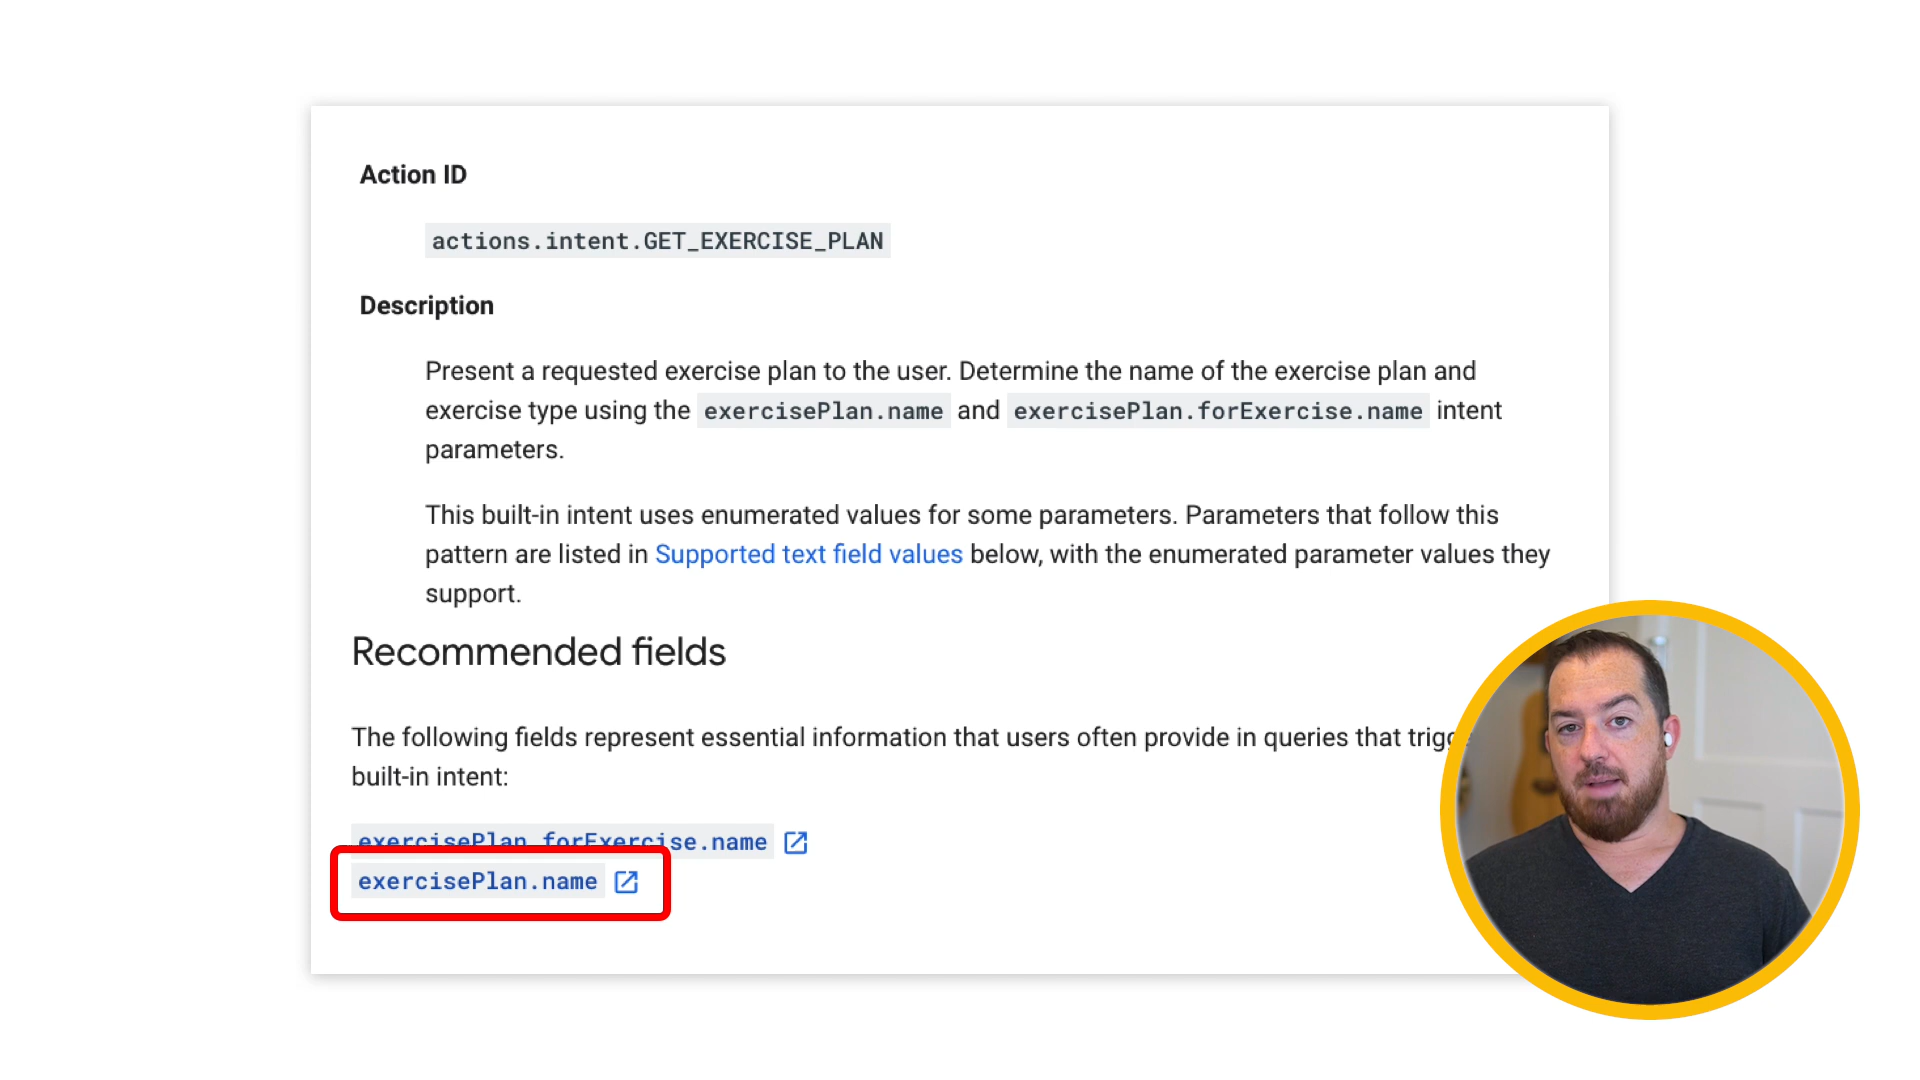 Action ID
actions.intent.GET_EXERCISE_PLAN
Description
Present a requested exercise plan to the user. Determine the name of the exercise plan and
exercise type using the exercisePlan.name and exercisePlan.forExercise.name intent
parameters.
This built-in intent uses enumerated values for some parameters. Parameters that follow this
pattern are listed in Supported text field values below, with the enumerated parameter values they
support.
Recommended fields
The following fields represent essential information that users often provide in queries that
built-in intent:
exercisePlan.forExercise.name
exercisePlan.name